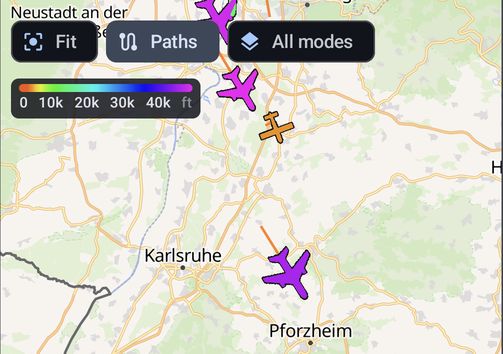 Neustadt an der
Fit
Paths
All modes
0 10k 20k 30k 40k ft
H
Karlsruhe
Pforzheim